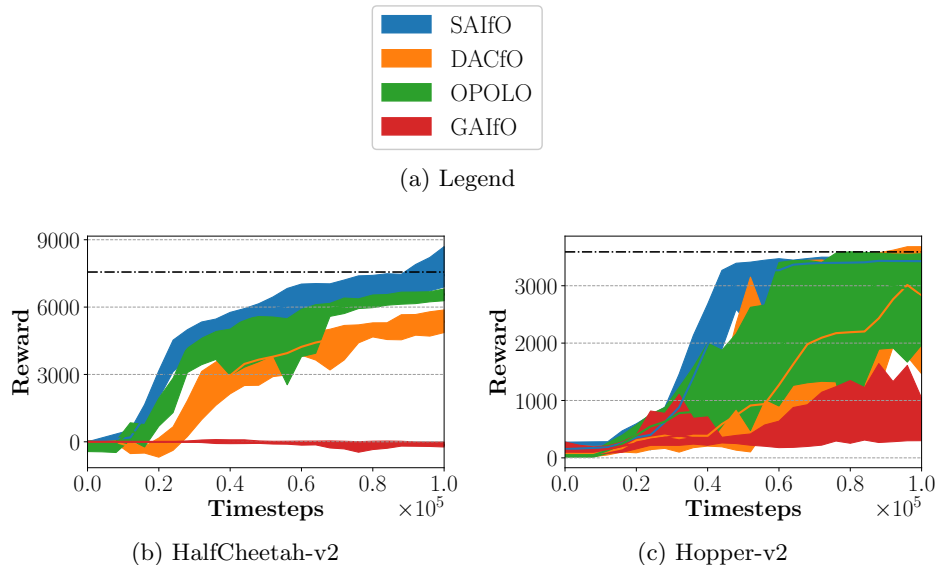 SAIfO
DACfO
OPOLO
GAIfO
(a) Legend
9000
6000
3000
0
Reward
0.0 0.2 0.4 0.6 0.8 1.0
Timesteps
×10⁵
(b) HalfCheetah-v2
3000
2000
1000
0
Reward
0.0 0.2 0.4 0.6 0.8 1.0
Timesteps
×10⁵
(c) Hopper-v2